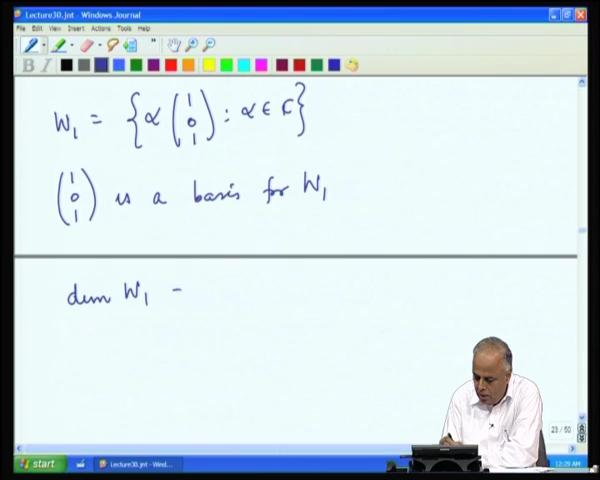 Lecture30.jnt - Windows Journal
File Edit View Insert Actions Tools Help
B I
W₁ = { α (1 0 1) : α ∈ C }
(1 0 1) is a basis for W₁
dim W₁ =
23 / 50
start Lecture30.jnt - Wind... 12:29 AM